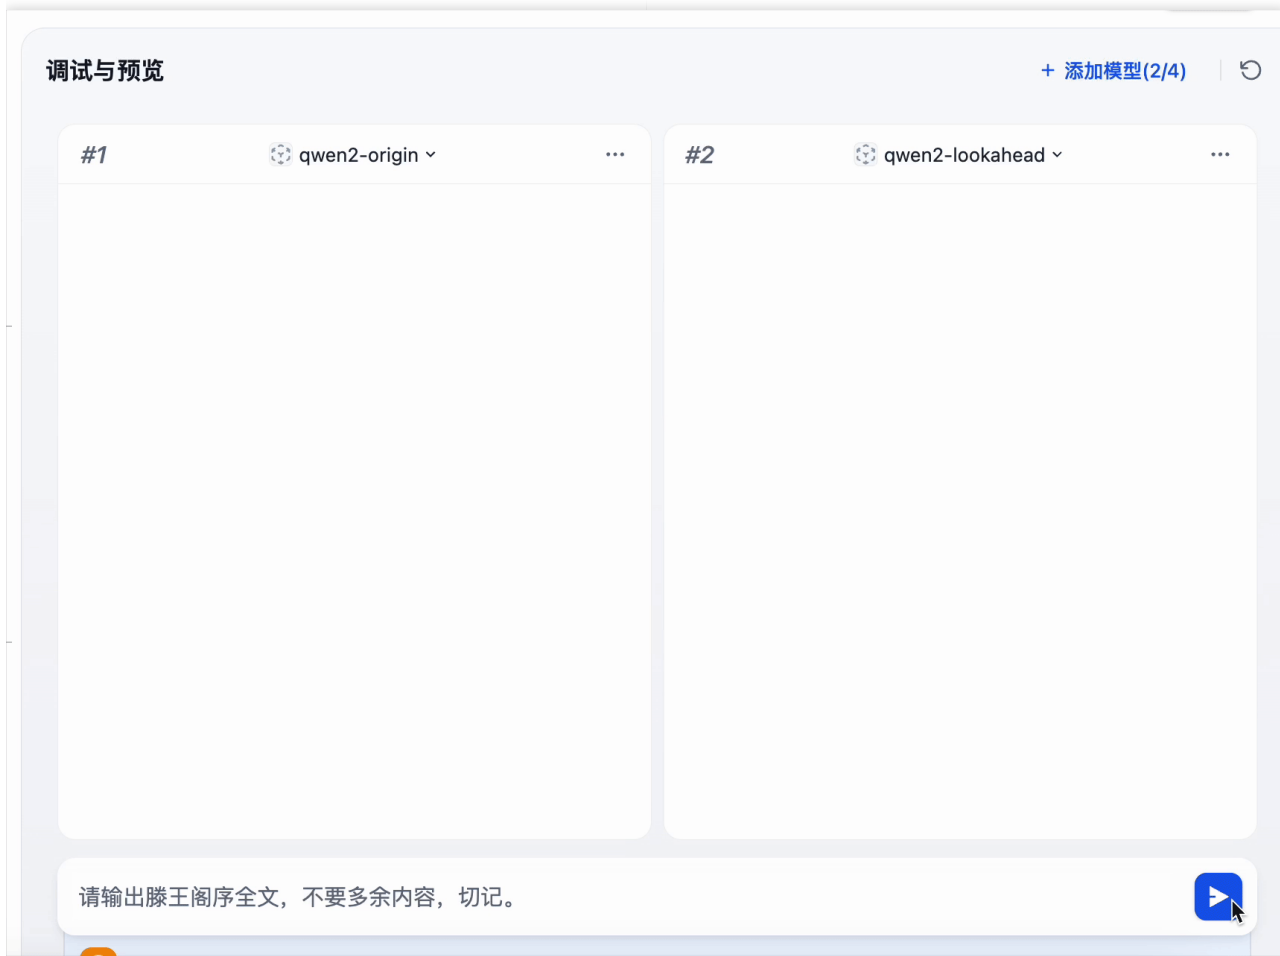 调试与预览
+ 添加模型(2/4)
#1
qwen2-origin
#2
qwen2-lookahead
请输出滕王阁序全文，不要多余内容，切记。